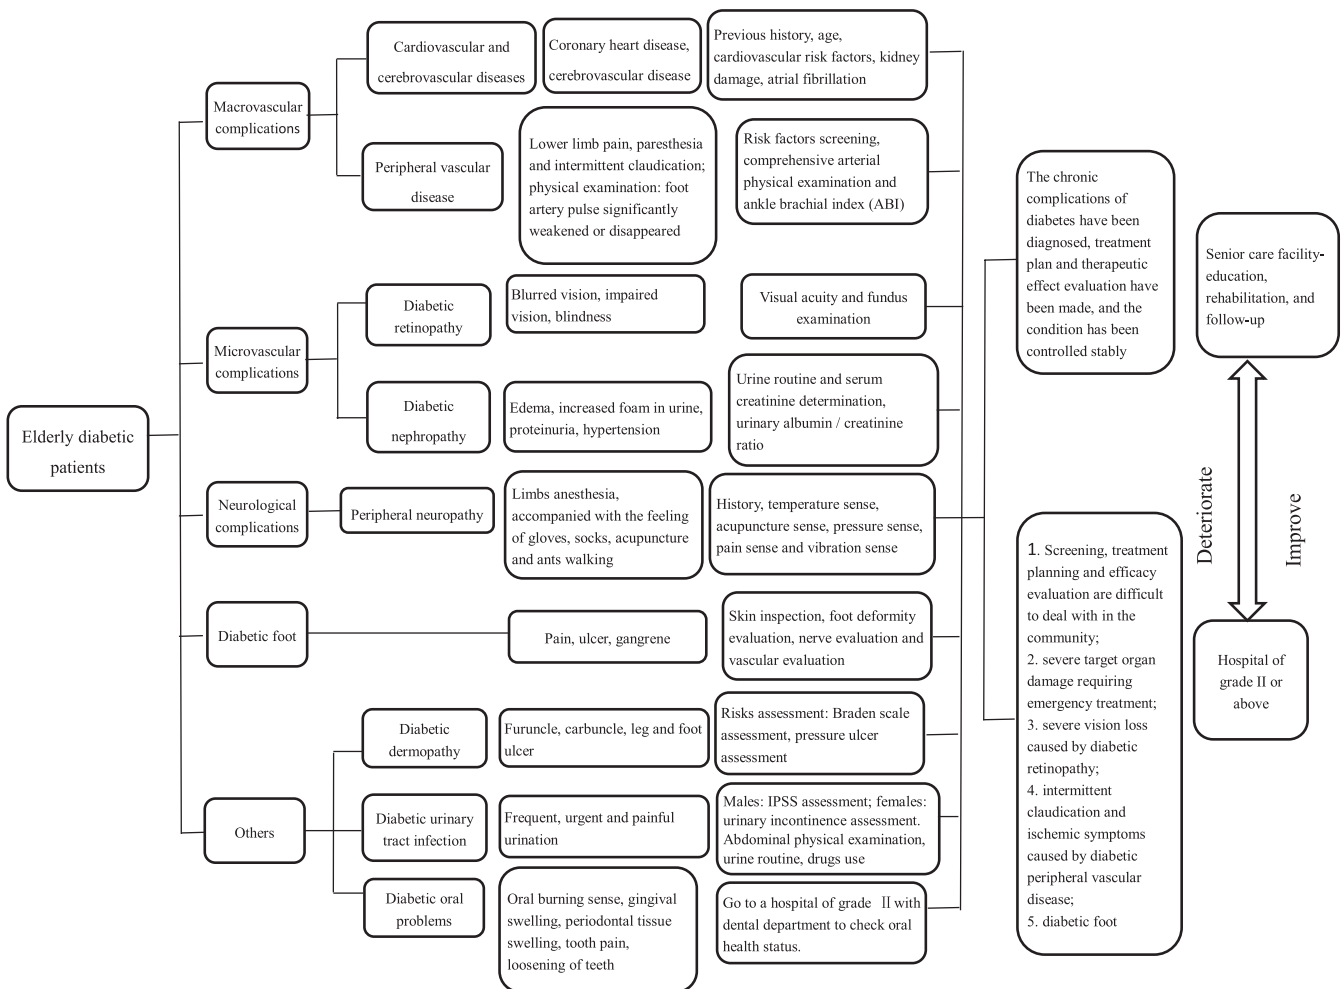 Elderly diabetic
patients
Macrovascular
complications
Cardiovascular and
cerebrovascular diseases
Coronary heart disease,
cerebrovascular disease
Previous history, age,
cardiovascular risk factors, kidney
damage, atrial fibrillation
Peripheral vascular
disease
Lower limb pain, paresthesia
and intermittent claudication;
physical examination: foot
artery pulse significantly
weakened or disappeared
Risk factors screening,
comprehensive arterial
physical examination and
ankle brachial index (ABI)
Microvascular
complications
Diabetic
retinopathy
Blurred vision, impaired
vision, blindness
Visual acuity and fundus
examination
Diabetic
nephropathy
Edema, increased foam in urine,
proteinuria, hypertension
Urine routine and serum
creatinine determination,
urinary albumin / creatinine
ratio
Neurological
complications
Peripheral neuropathy
Limbs anesthesia,
accompanied with the feeling
of gloves, socks, acupuncture
and ants walking
History, temperature sense,
acupuncture sense, pressure sense,
pain sense and vibration sense
Diabetic foot
Pain, ulcer, gangrene
Skin inspection, foot deformity
evaluation, nerve evaluation and
vascular evaluation
Others
Diabetic
dermopathy
Furuncle, carbuncle, leg and foot
ulcer
Risks assessment: Braden scale
assessment, pressure ulcer
assessment
Diabetic urinary
tract infection
Frequent, urgent and painful
urination
Males: IPSS assessment; females:
urinary incontinence assessment.
Abdominal physical examination,
urine routine, drugs use
Diabetic oral
problems
Oral burning sense, gingival
swelling, periodontal tissue
swelling, tooth pain,
loosening of teeth
Go to a hospital of grade II with
dental department to check oral
health status.
The chronic
complications of
diabetes have been
diagnosed, treatment
plan and therapeutic
effect evaluation have
been made, and the
condition has been
controlled stably
1. Screening, treatment
planning and efficacy
evaluation are difficult
to deal with in the
community;
2. severe target organ
damage requiring
emergency treatment;
3. severe vision loss
caused by diabetic
retinopathy;
4. intermittent
claudication and
ischemic symptoms
caused by diabetic
peripheral vascular
disease;
5. diabetic foot
Senior care facility-
education,
rehabilitation, and
follow-up
Deteriorate
Improve
Hospital of
grade II or
above